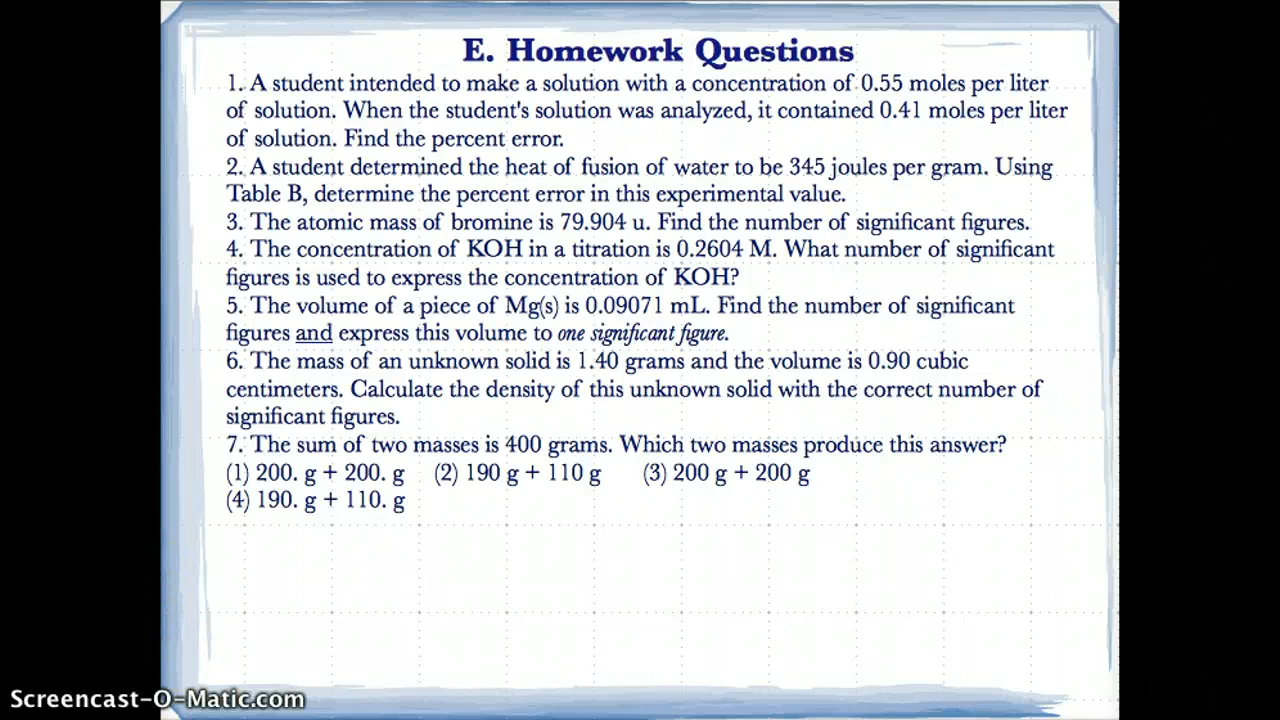 E. Homework Questions
1. A student intended to make a solution with a concentration of 0.55 moles per liter
of solution. When the student's solution was analyzed, it contained 0.41 moles per liter
of solution. Find the percent error.
2. A student determined the heat of fusion of water to be 345 joules per gram. Using
Table B, determine the percent error in this experimental value.
3. The atomic mass of bromine is 79.904 u. Find the number of significant figures.
4. The concentration of KOH in a titration is 0.2604 M. What number of significant
figures is used to express the concentration of KOH?
5. The volume of a piece of Mg(s) is 0.09071 mL. Find the number of significant
figures and express this volume to one significant figure.
6. The mass of an unknown solid is 1.40 grams and the volume is 0.90 cubic
centimeters. Calculate the density of this unknown solid with the correct number of
significant figures.
7. The sum of two masses is 400 grams. Which two masses produce this answer?
(1) 200. g + 200. g (2) 190 g + 110 g (3) 200 g + 200 g
(4) 190. g + 110. g
Screencast-O-Matic.com